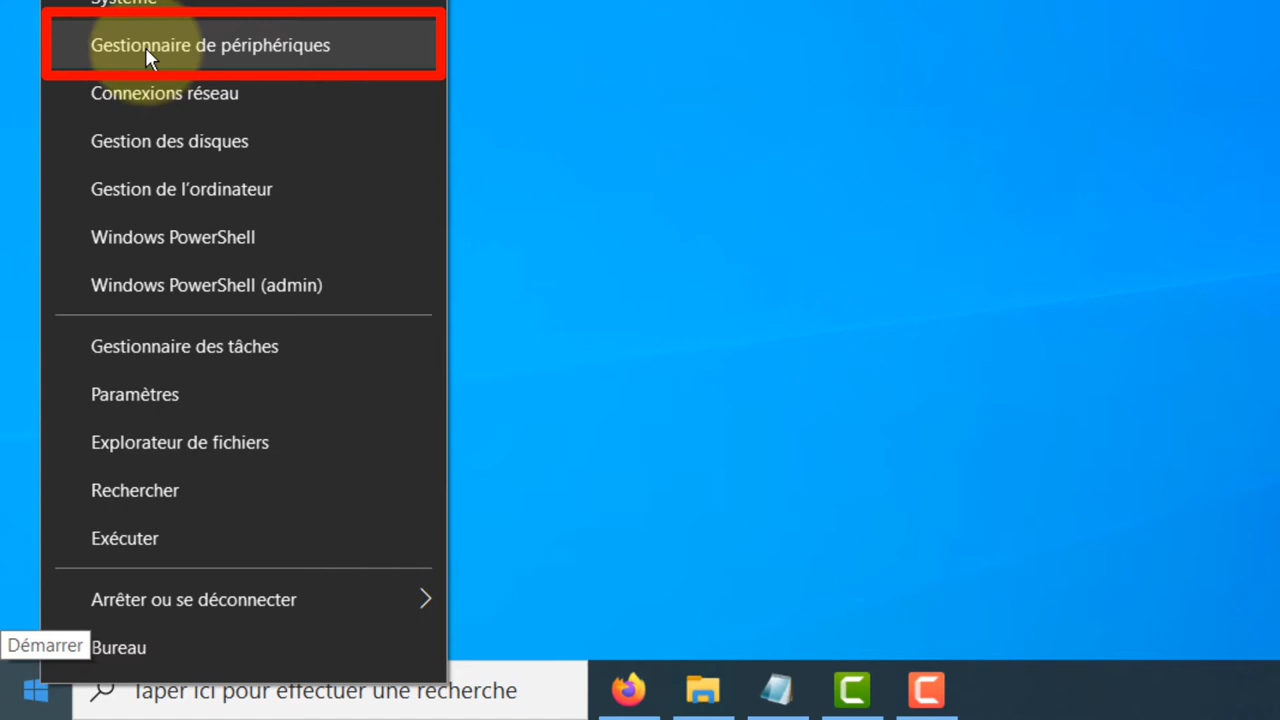 Système
Gestionnaire de périphériques
Connexions réseau
Gestion des disques
Gestion de l'ordinateur
Windows PowerShell
Windows PowerShell (admin)
Gestionnaire des tâches
Paramètres
Explorateur de fichiers
Rechercher
Exécuter
Arrêter ou se déconnecter
Démarrer
Bureau
Taper ici pour effectuer une recherche